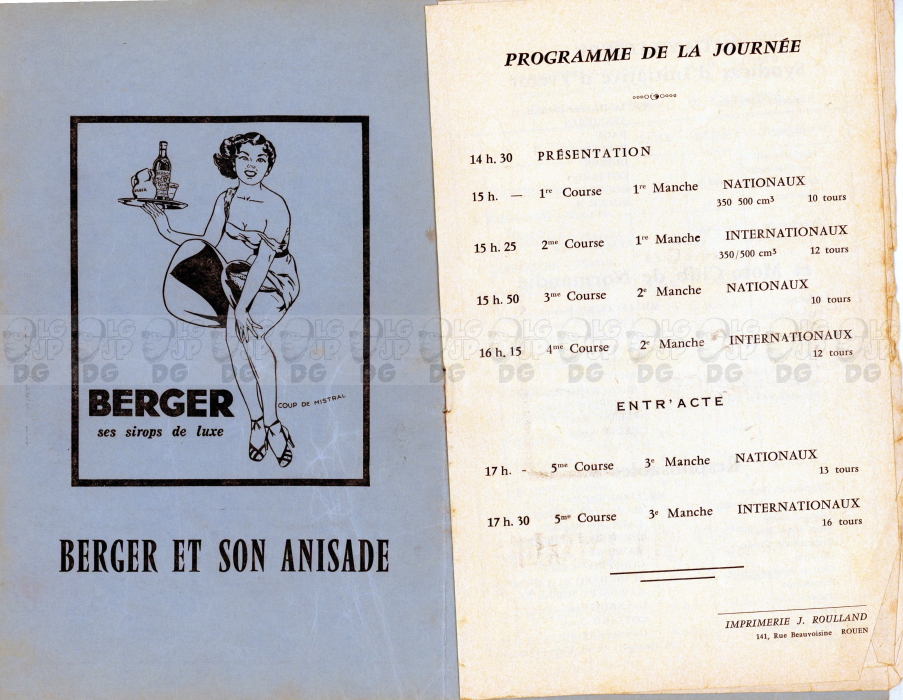 BERGER
COUP DE MISTRAL
ses sirops de luxe
BERGER ET SON ANISADE
PROGRAMME DE LA JOURNÉE
14 h. 30 PRÉSENTATION
15 h. — 1re Course 1re Manche NATIONAUX
350 500 cm³ 10 tours
15 h. 25 2me Course 1re Manche INTERNATIONAUX
350/500 cm³ 12 tours
15 h. 50 3me Course 2e Manche NATIONAUX
10 tours
16 h. 15 4me Course 2e Manche INTERNATIONAUX
12 tours
ENTR'ACTE
17 h. - 5me Course 3e Manche NATIONAUX
13 tours
17 h. 30 5me Course 3e Manche INTERNATIONAUX
16 tours
IMPRIMERIE J. ROULLAND
141, Rue Beauvoisine ROUEN